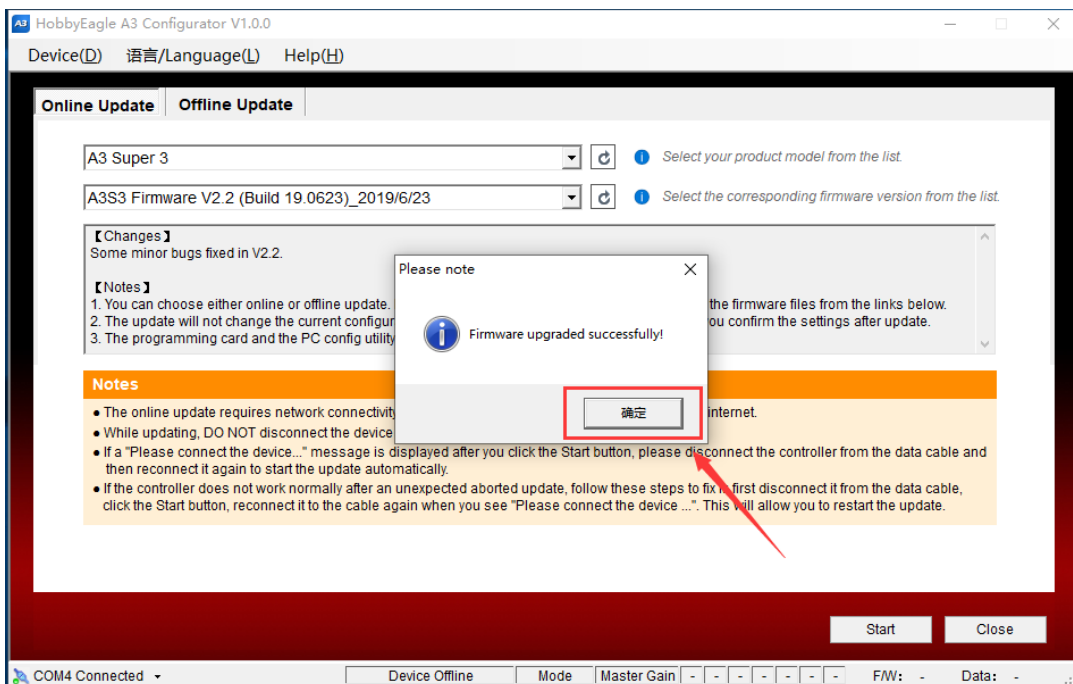 HobbyEagle A3 Configurator V1.0.0
Device(D) 语言/Language(L) Help(H)
Online Update Offline Update
A3 Super 3
Select your product model from the list.
A3S3 Firmware V2.2 (Build 19.0623)_2019/6/23
Select the corresponding firmware version from the list.
【Changes】
Some minor bugs fixed in V2.2.
【Notes】
1. You can choose either online or offline update. the firmware files from the links below.
2. The update will not change the current configur ou confirm the settings after update.
3. The programming card and the PC config utility
Please note
Firmware upgraded successfully!
确定
Notes
• The online update requires network connectivity internet.
• While updating, DO NOT disconnect the device
• If a "Please connect the device..." message is displayed after you click the Start button, please disconnect the controller from the data cable and
then reconnect it again to start the update automatically.
• If the controller does not work normally after an unexpected aborted update, follow these steps to fix first disconnect it from the data cable,
click the Start button, reconnect it to the cable again when you see "Please connect the device ...". This will allow you to restart the update.
Start Close
COM4 Connected Device Offline Mode Master Gain - - - - - - - F/W: - Data: -